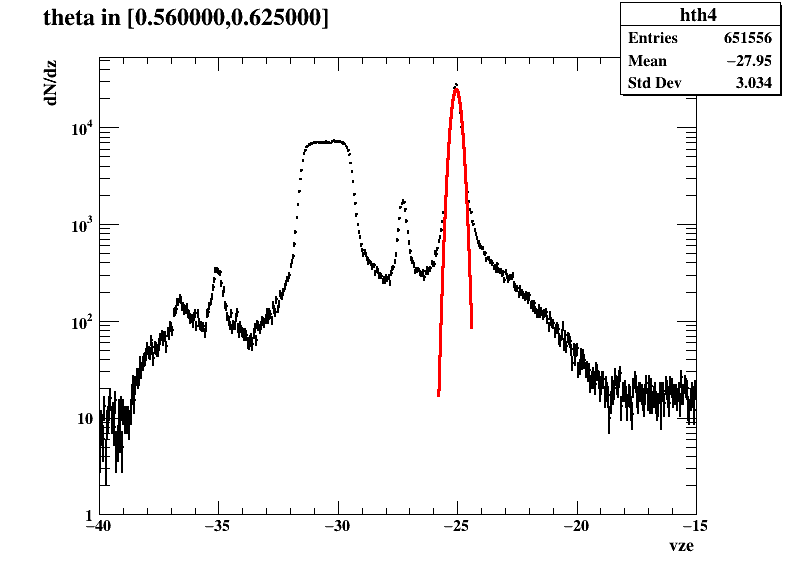 theta in [0.560000,0.625000]
hth4
Entries 651556
Mean −27.95
Std Dev 3.034
dN/dz
10⁴
10³
10²
10
1
−40 −35 −30 −25 −20 −15
vze